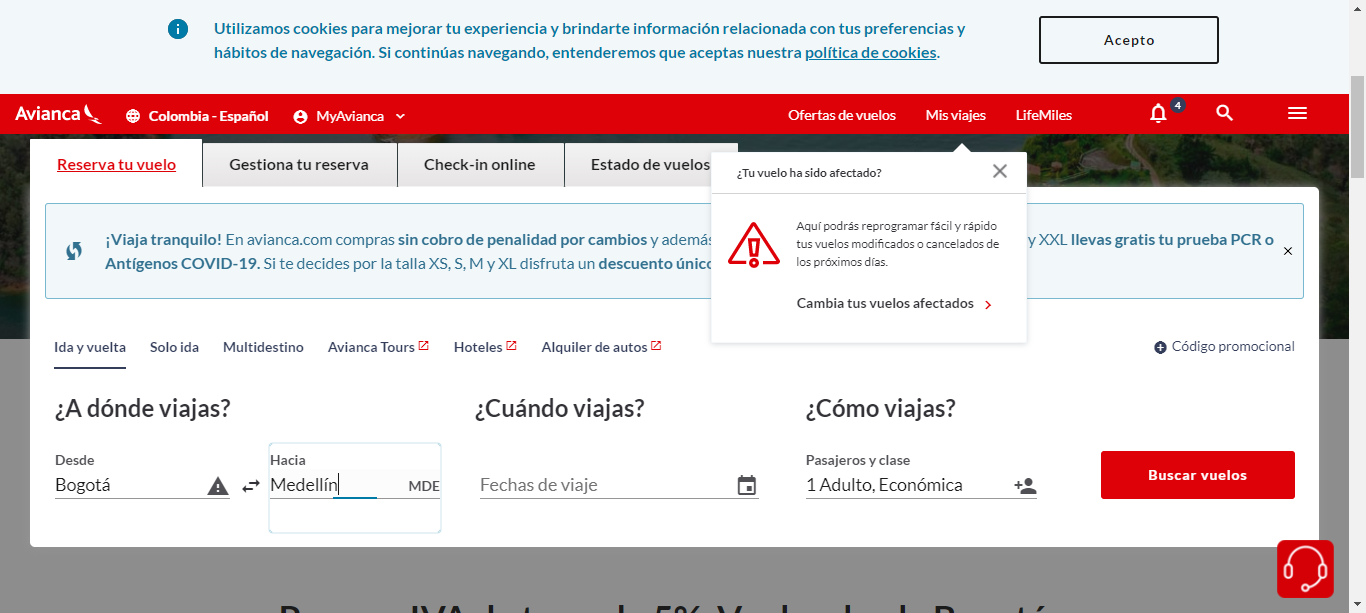 Utilizamos cookies para mejorar tu experiencia y brindarte información relacionada con tus preferencias y
hábitos de navegación. Si continúas navegando, entenderemos que aceptas nuestra política de cookies.
Acepto
Avianca
Colombia - Español
MyAvianca
Ofertas de vuelos
Mis viajes
LifeMiles
4
Reserva tu vuelo
Gestiona tu reserva
Check-in online
Estado de vuelos
¿Tu vuelo ha sido afectado?
Aquí podrás reprogramar fácil y rápido
tus vuelos modificados o cancelados de
los próximos días.
Cambia tus vuelos afectados
¡Viaja tranquilo! En avianca.com compras sin cobro de penalidad por cambios y además y XXL llevas gratis tu prueba PCR o
Antígenos COVID-19. Si te decides por la talla XS, S, M y XL disfruta un descuento único
Ida y vuelta
Solo ida
Multidestino
Avianca Tours
Hoteles
Alquiler de autos
Código promocional
¿A dónde viajas?
¿Cuándo viajas?
¿Cómo viajas?
Desde
Bogotá
Hacia
Medellín
MDE
Fechas de viaje
Pasajeros y clase
1 Adulto, Económica
Buscar vuelos